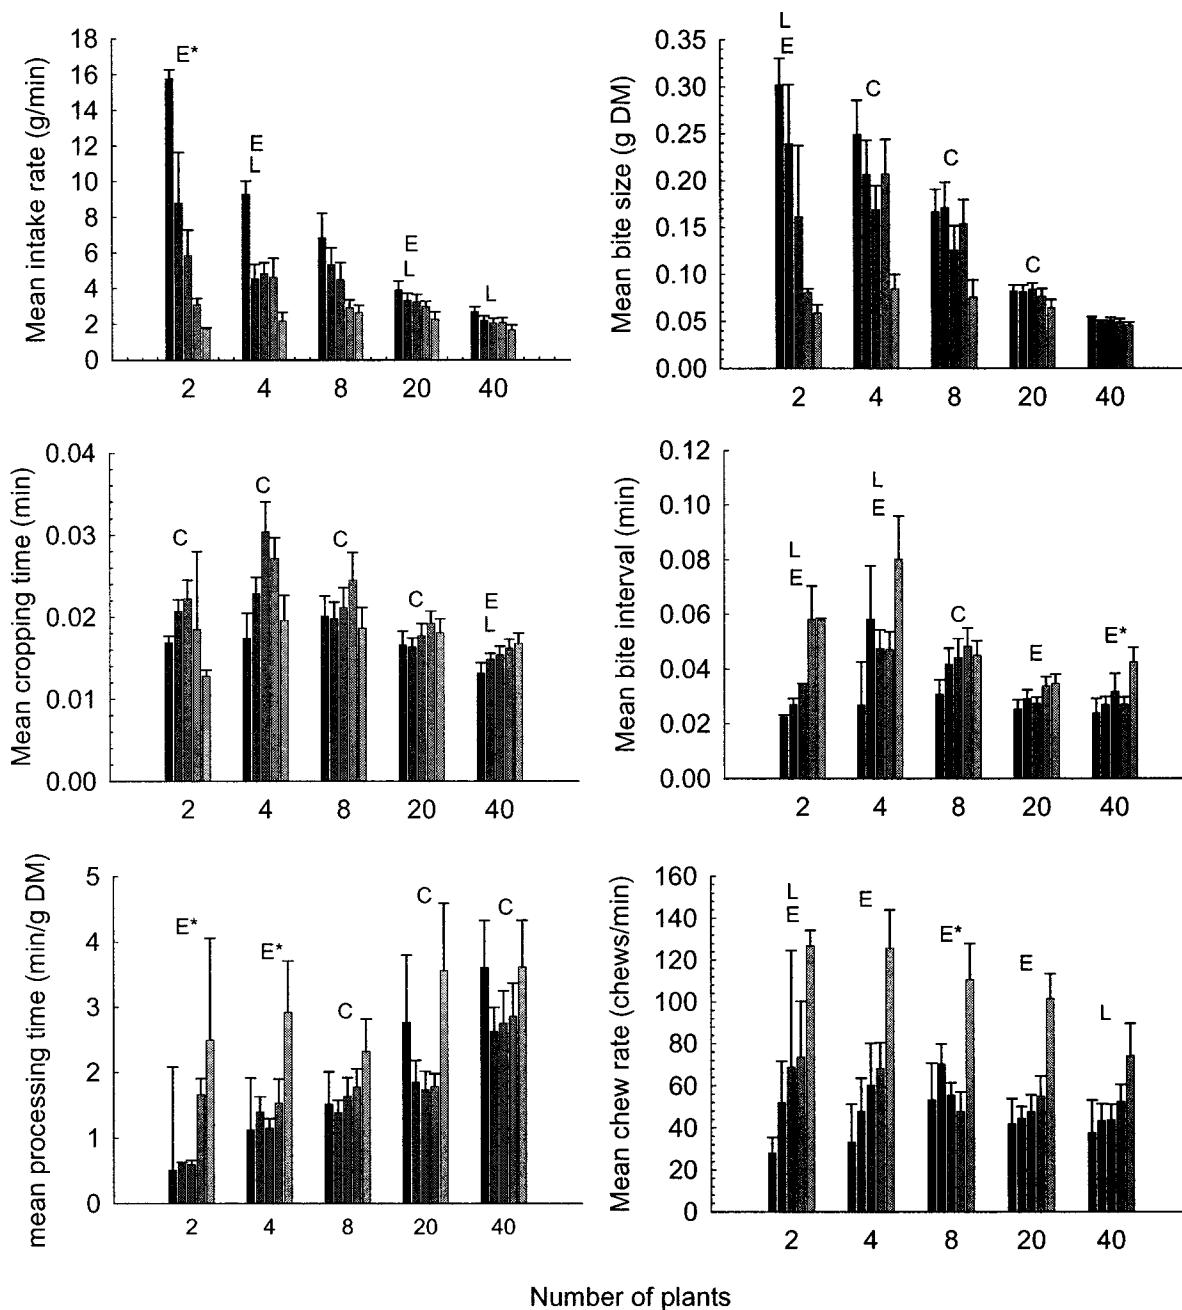 Mean intake rate (g/min)
18
16
14
12
10
8
6
4
2
0
E*
E
L
E
L
L
2 4 8 20 40
Mean bite size (g DM)
0.35
0.30
0.25
0.20
0.15
0.10
0.05
0.00
L
E
C
C
C
2 4 8 20 40
Mean cropping time (min)
0.04
0.03
0.02
0.01
0.00
C
C
C
C
E
L
2 4 8 20 40
Mean bite interval (min)
0.12
0.10
0.08
0.06
0.04
0.02
0.00
L
E
L
E
C
E
E*
2 4 8 20 40
mean processing time (min/g DM)
5
4
3
2
1
0
E*
E*
C
C
C
2 4 8 20 40
Mean chew rate (chews/min)
160
140
120
100
80
60
40
20
0
L
E
E
E*
E
L
2 4 8 20 40
Number of plants